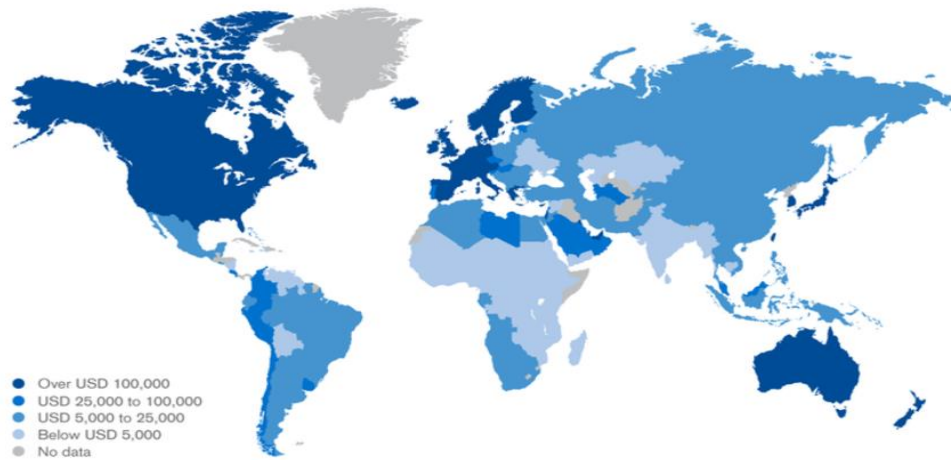 Over USD 100,000
USD 25,000 to 100,000
USD 5,000 to 25,000
Below USD 5,000
No data